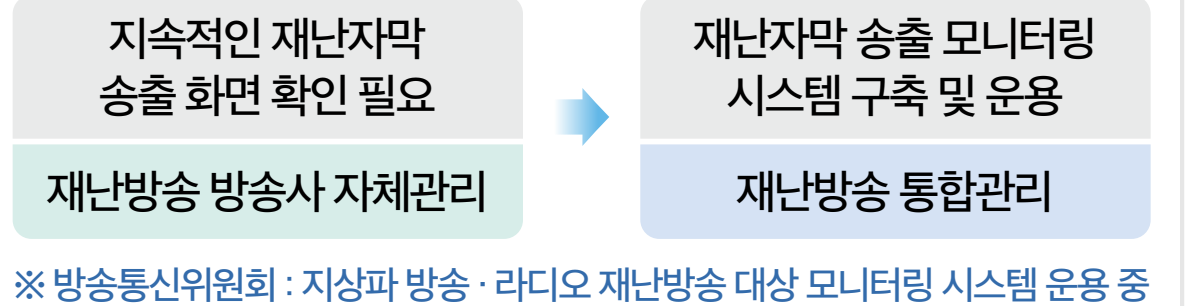 지속적인 재난자막
송출 화면 확인 필요
재난방송 방송사 자체관리
재난자막 송출 모니터링
시스템 구축 및 운용
재난방송 통합관리
※ 방송통신위원회 : 지상파 방송 · 라디오 재난방송 대상 모니터링 시스템 운용 중